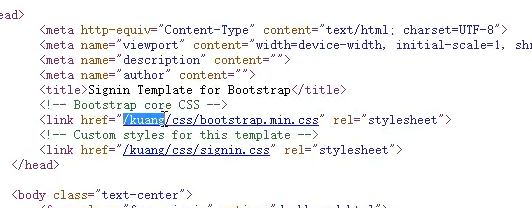 ead>
<meta http-equiv="Content-Type" content="text/html; charset=UTF-8">
<meta name="viewport" content="width=device-width, initial-scale=1, shr
<meta name="description" content="">
<meta name="author" content="">
<title>Signin Template for Bootstrap</title>
<!-- Bootstrap core CSS -->
<link href="/kuang/css/bootstrap.min.css" rel="stylesheet">
<!-- Custom styles for this template -->
<link href="/kuang/css/signin.css" rel="stylesheet">
</head>
<body class="text-center">